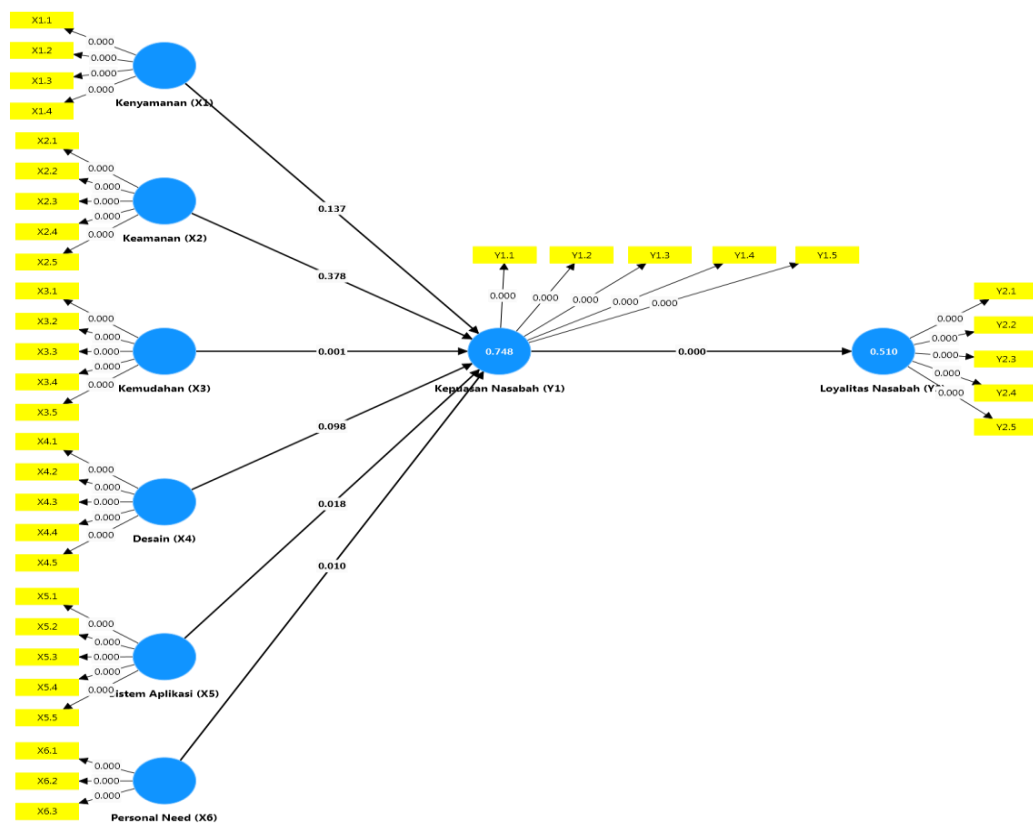 X1.1
X1.2
X1.3
X1.4
0.000
0.000
0.000
0.000
Kenyamanan (X1)
X2.1
X2.2
X2.3
X2.4
X2.5
0.000
0.000
0.000
0.000
0.000
Keamanan (X2)
X3.1
X3.2
X3.3
X3.4
X3.5
0.000
0.000
0.000
0.000
0.000
Kemudahan (X3)
X4.1
X4.2
X4.3
X4.4
X4.5
0.000
0.000
0.000
0.000
0.000
Desain (X4)
X5.1
X5.2
X5.3
X5.4
X5.5
0.000
0.000
0.000
0.000
0.000
istem Aplikasi (X5)
X6.1
X6.2
X6.3
0.000
0.000
0.000
Personal Need (X6)
0.137
0.378
0.001
0.098
0.018
0.010
Y1.1
Y1.2
Y1.3
Y1.4
Y1.5
0.000
0.000
0.000
0.000
0.000
0.748
Kepuasan Nasabah (Y1)
0.000
0.510
Loyalitas Nasabah
0.000
0.000
0.000
0.000
0.000
Y2.1
Y2.2
Y2.3
Y2.4
Y2.5